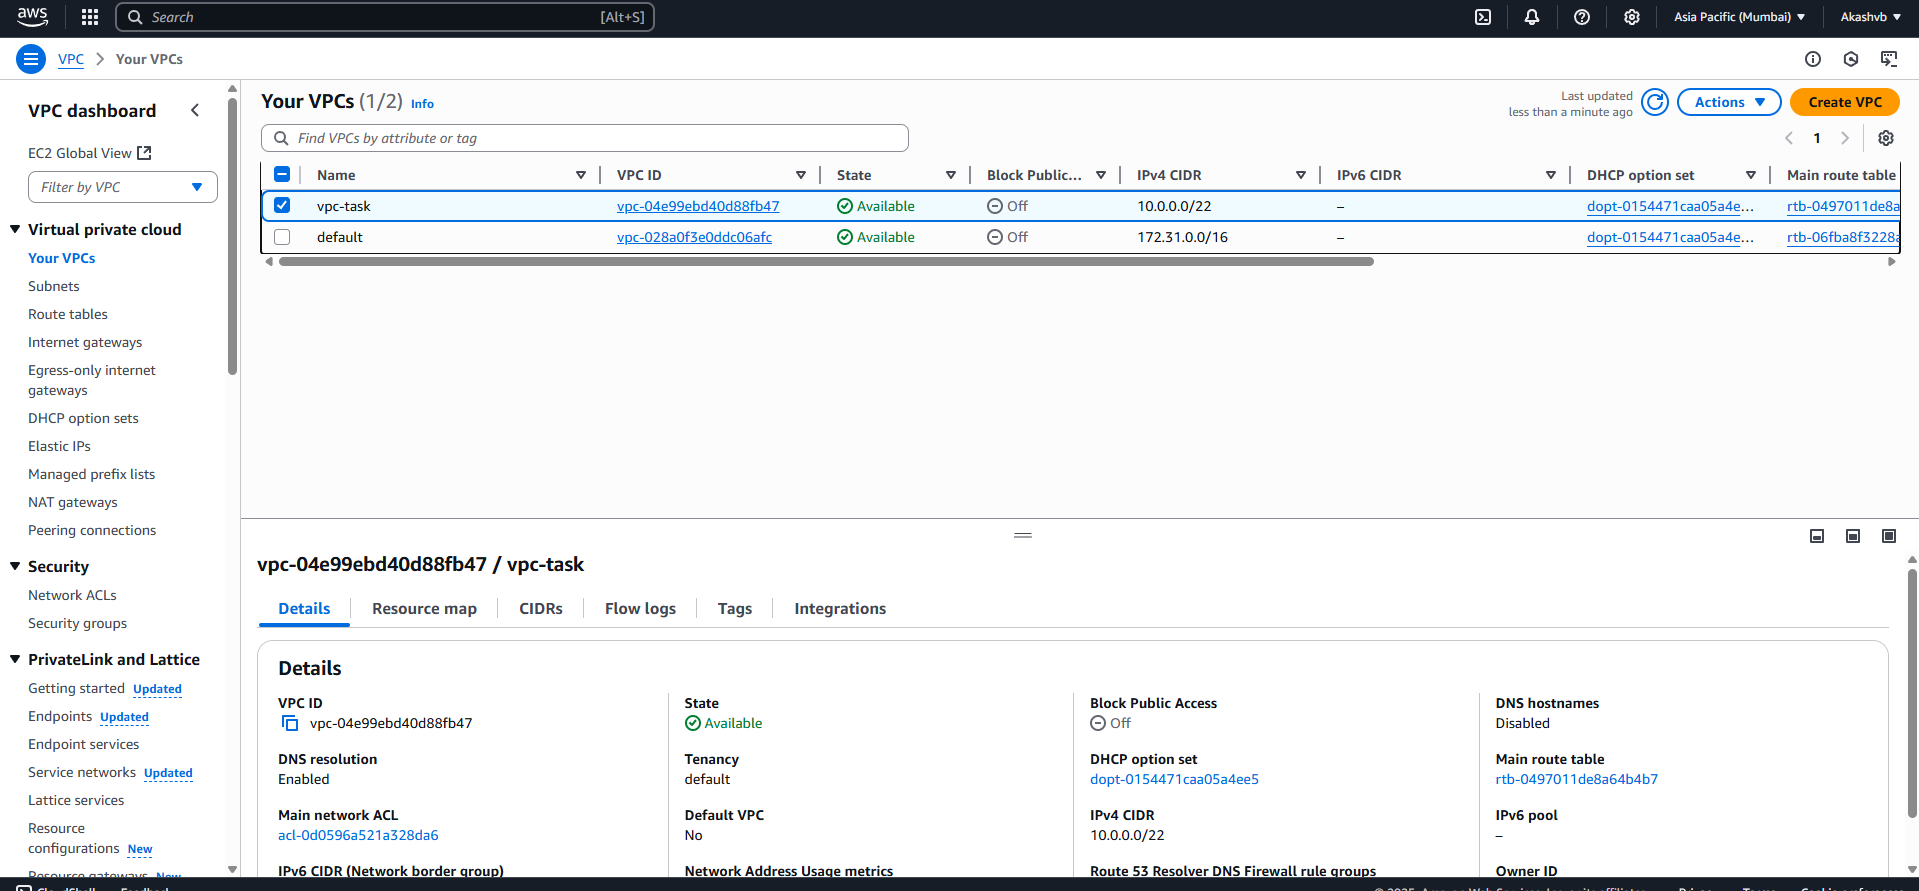 aws
Search [Alt+S]
Asia Pacific (Mumbai)
Akashvb
VPC
Your VPCs
VPC dashboard
EC2 Global View
Filter by VPC
Virtual private cloud
Your VPCs
Subnets
Route tables
Internet gateways
Egress-only internet
gateways
DHCP option sets
Elastic IPs
Managed prefix lists
NAT gateways
Peering connections
Security
Network ACLs
Security groups
PrivateLink and Lattice
Getting started Updated
Endpoints Updated
Endpoint services
Service networks Updated
Lattice services
Resource
configurations New
Resource gateways New
Your VPCs (1/2) Info
Last updated
less than a minute ago
Actions
Create VPC
Find VPCs by attribute or tag
1
Name VPC ID State Block Public... IPv4 CIDR IPv6 CIDR DHCP option set Main route table
vpc-task vpc-04e99ebd40d88fb47 Available Off 10.0.0.0/22 – dopt-0154471caa05a4e... rtb-0497011de8a
default vpc-028a0f3e0ddc06afc Available Off 172.31.0.0/16 – dopt-0154471caa05a4e... rtb-06fba8f3228a
vpc-04e99ebd40d88fb47 / vpc-task
Details Resource map CIDRs Flow logs Tags Integrations
Details
VPC ID
vpc-04e99ebd40d88fb47
State
Available
Block Public Access
Off
DNS hostnames
Disabled
DNS resolution
Enabled
Tenancy
default
DHCP option set
dopt-0154471caa05a4ee5
Main route table
rtb-0497011de8a64b4b7
Main network ACL
acl-0d0596a521a328da6
Default VPC
No
IPv4 CIDR
10.0.0.0/22
IPv6 pool
–
IPv6 CIDR (Network border group)
Network Address Usage metrics
Route 53 Resolver DNS Firewall rule groups
Owner ID
CloudShell Feedback